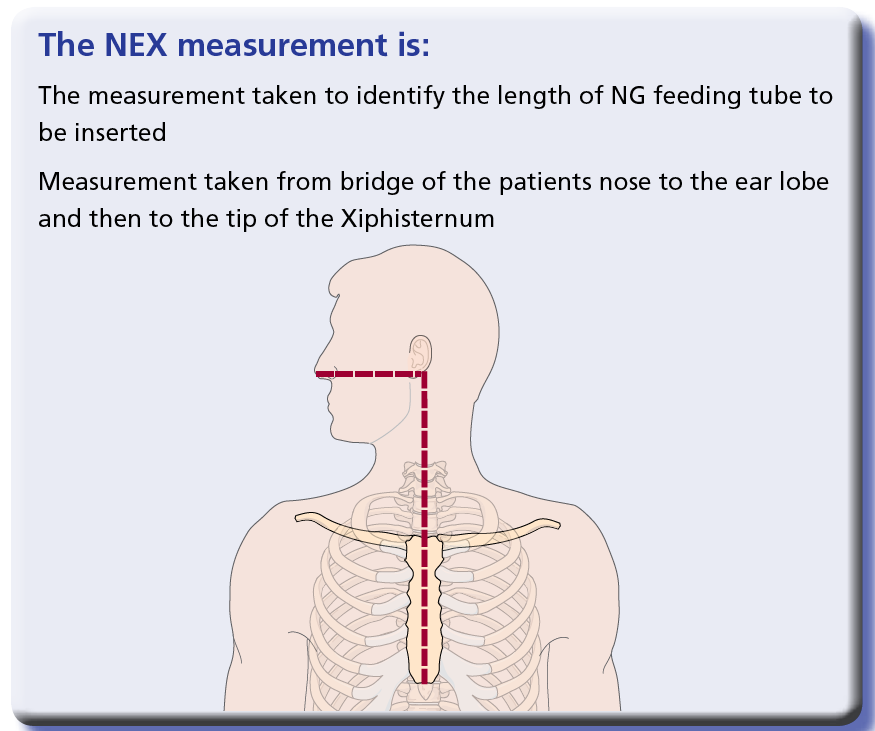 The NEX measurement is:
The measurement taken to identify the length of NG feeding tube to
be inserted
Measurement taken from bridge of the patients nose to the ear lobe
and then to the tip of the Xiphisternum